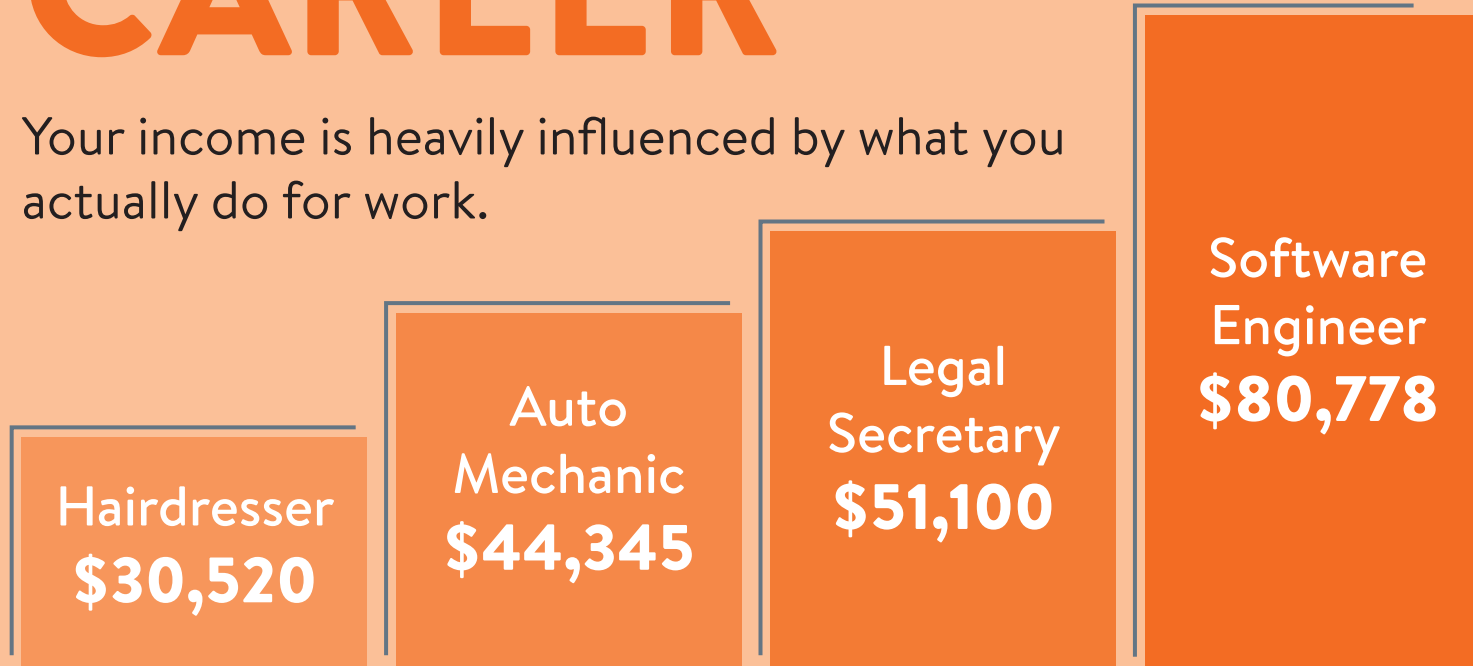 CAREER
Your income is heavily influenced by what you
actually do for work.
Hairdresser
$30,520
Auto
Mechanic
$44,345
Legal
Secretary
$51,100
Software
Engineer
$80,778